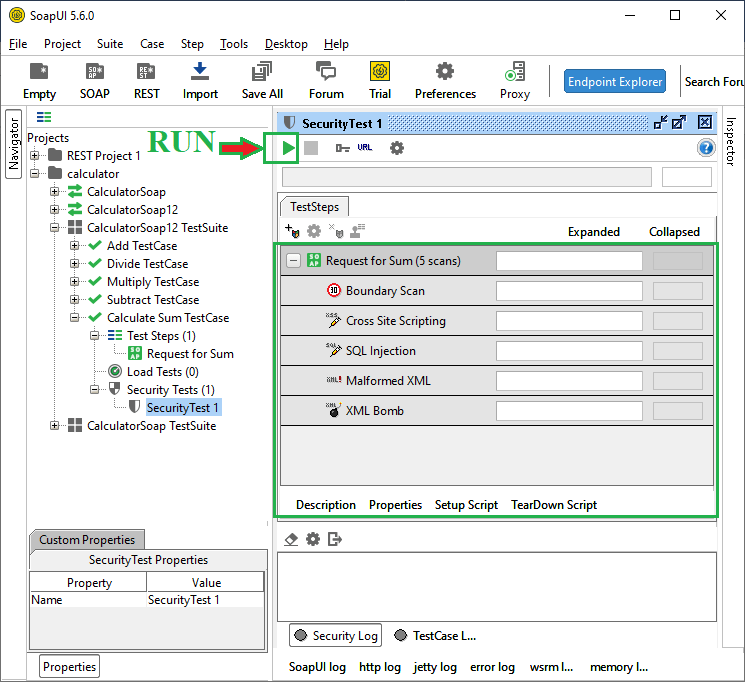 SoapUI 5.6.0
File Project Suite Case Step Tools Desktop Help
Empty SOAP REST Import Save All Forum Trial Preferences Proxy Endpoint Explorer Search Foru
Navigator
Projects
REST Project 1
calculator
CalculatorSoap
CalculatorSoap12
CalculatorSoap12 TestSuite
Add TestCase
Divide TestCase
Multiply TestCase
Subtract TestCase
Calculate Sum TestCase
Test Steps (1)
Request for Sum
Load Tests (0)
Security Tests (1)
SecurityTest 1
CalculatorSoap TestSuite
RUN
SecurityTest 1
URL
Inspector
TestSteps
Expanded Collapsed
Request for Sum (5 scans)
Boundary Scan
Cross Site Scripting
SQL Injection
Malformed XML
XML Bomb
Description Properties Setup Script TearDown Script
Custom Properties
SecurityTest Properties
Property Value
Name SecurityTest 1
Properties
Security Log TestCase L...
SoapUI log http log jetty log error log wsrm l... memory l...